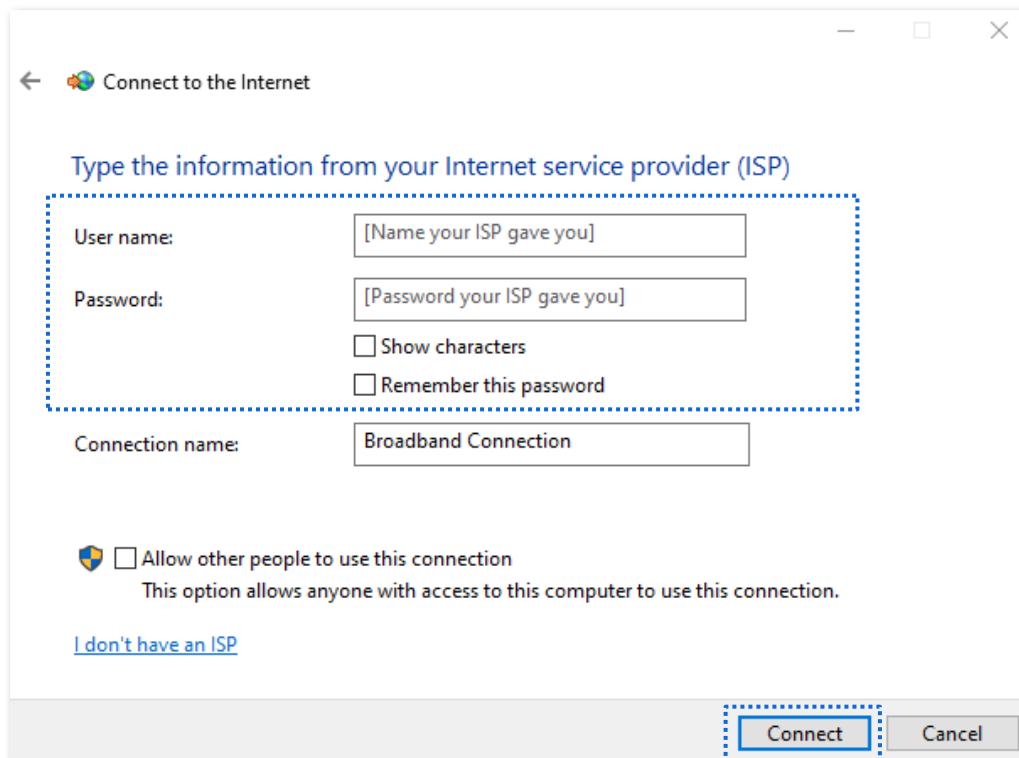 Connect to the Internet
Type the information from your Internet service provider (ISP)
User name:
[Name your ISP gave you]
Password:
[Password your ISP gave you]
Show characters
Remember this password
Connection name:
Broadband Connection
Allow other people to use this connection
This option allows anyone with access to this computer to use this connection.
I don't have an ISP
Connect
Cancel